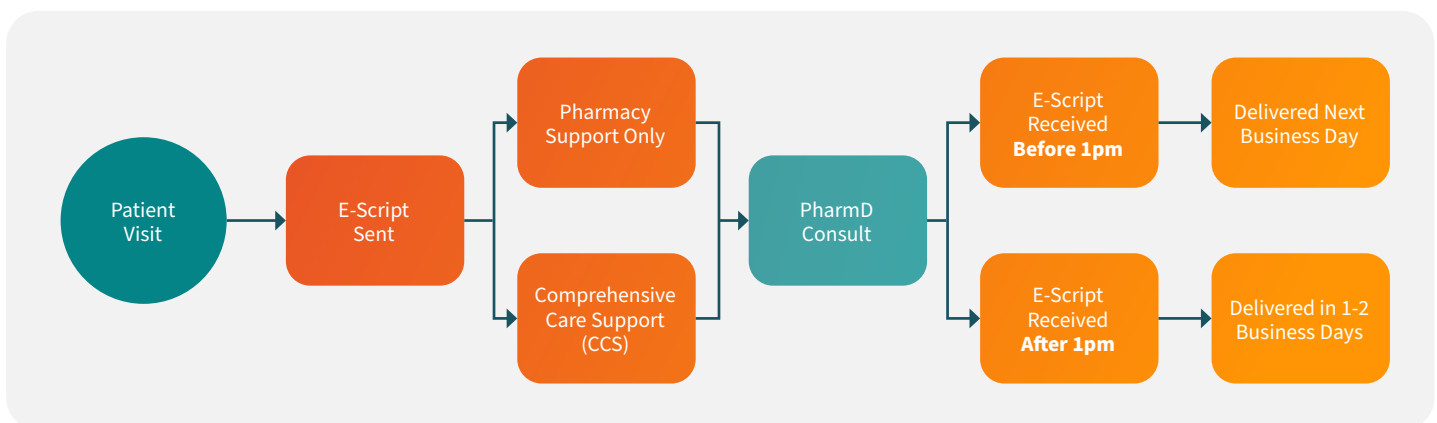 Patient
Visit
E-Script
Sent
Pharmacy
Support Only
Comprehensive
Care Support
(CCS)
PharmD
Consult
E-Script
Received
Before 1pm
Delivered Next
Business Day
E-Script
Received
After 1pm
Delivered in 1-2
Business Days